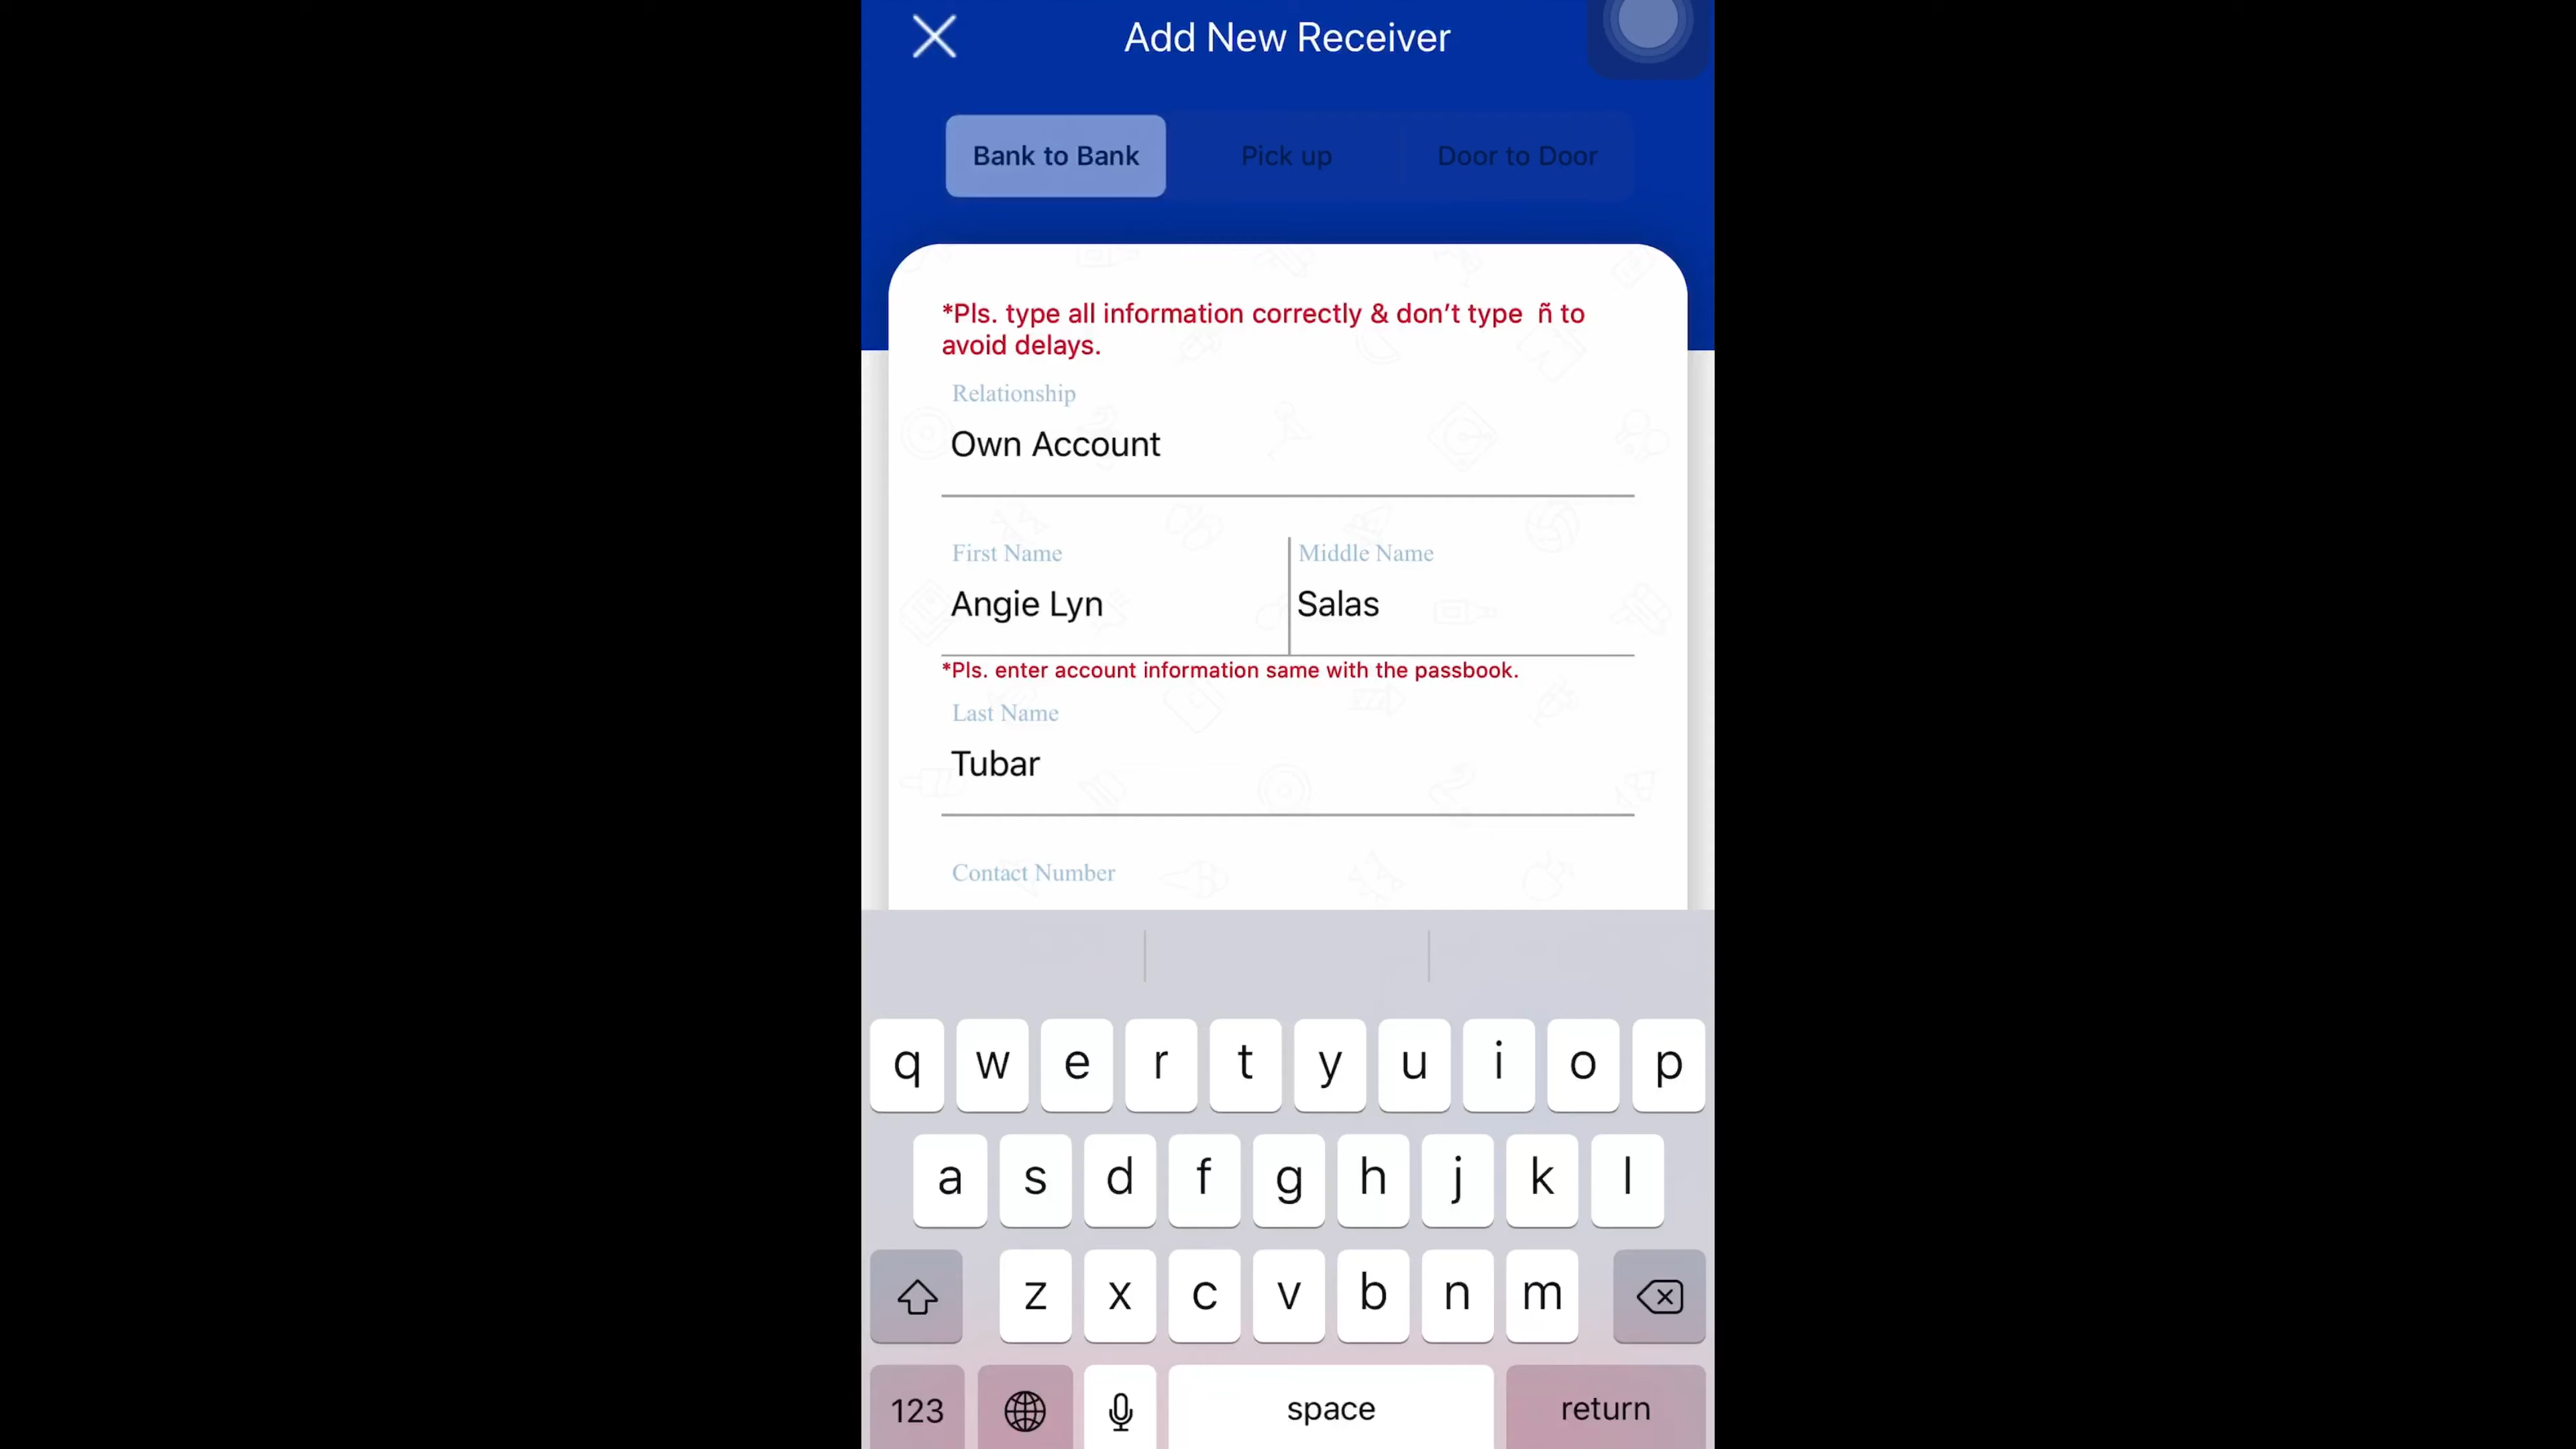 Add New Receiver
Bank to Bank Pick up Door to Door
*Pls. type all information correctly & don’t type ñ to
avoid delays.
Relationship
Own Account
First Name Middle Name
Angie Lyn Salas
*Pls. enter account information same with the passbook.
Last Name
Tubar
Contact Number
q w e r t y u i o p
a s d f g h j k l
z x c v b n m
123 space return